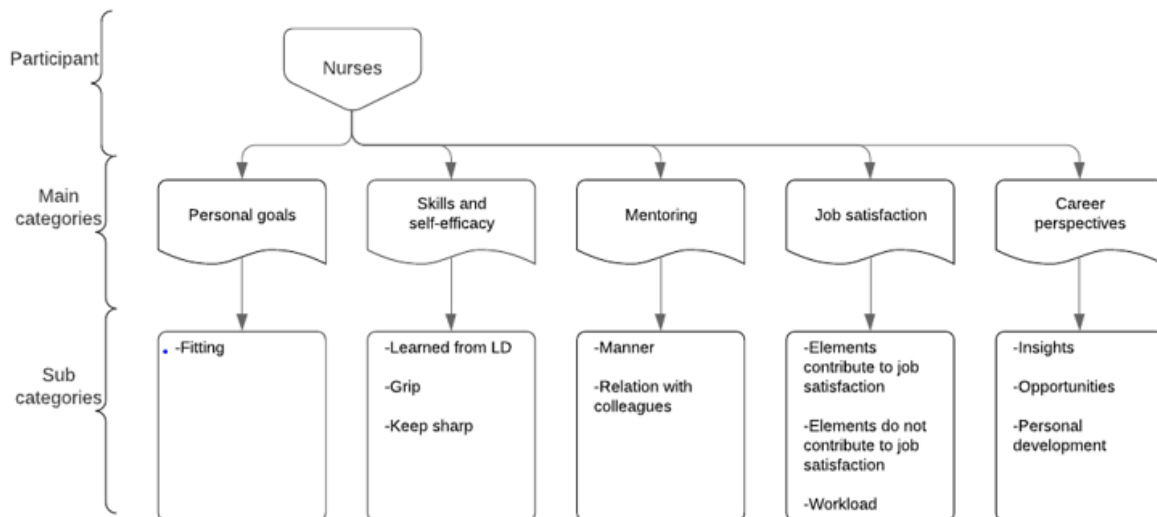 Participant
Nurses
Main
categories
Personal goals
Skills and
self-efficacy
Mentoring
Job satisfaction
Career
perspectives
Sub
categories
-Fitting
-Learned from LD
-Grip
-Keep sharp
-Manner
-Relation with
colleagues
-Elements
contribute to job
satisfaction
-Elements do not
contribute to job
satisfaction
-Workload
-Insights
-Opportunities
-Personal
development